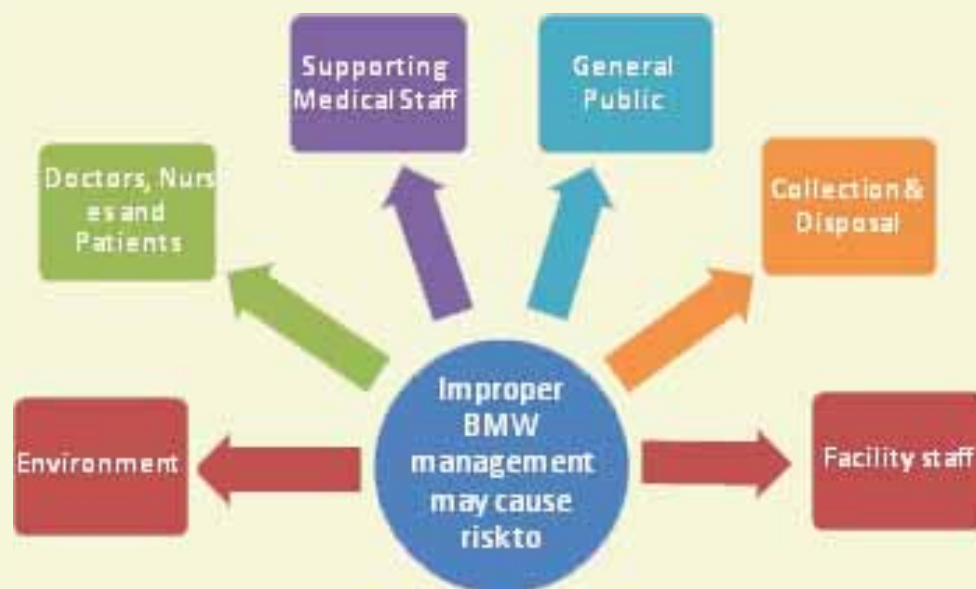 Supporting
Medical Staff
General
Public
Doctors, Nurs
es and
Patients
Collection &
Disposal
Environment
Improper
BMW
management
may cause
riskto
Facility staff